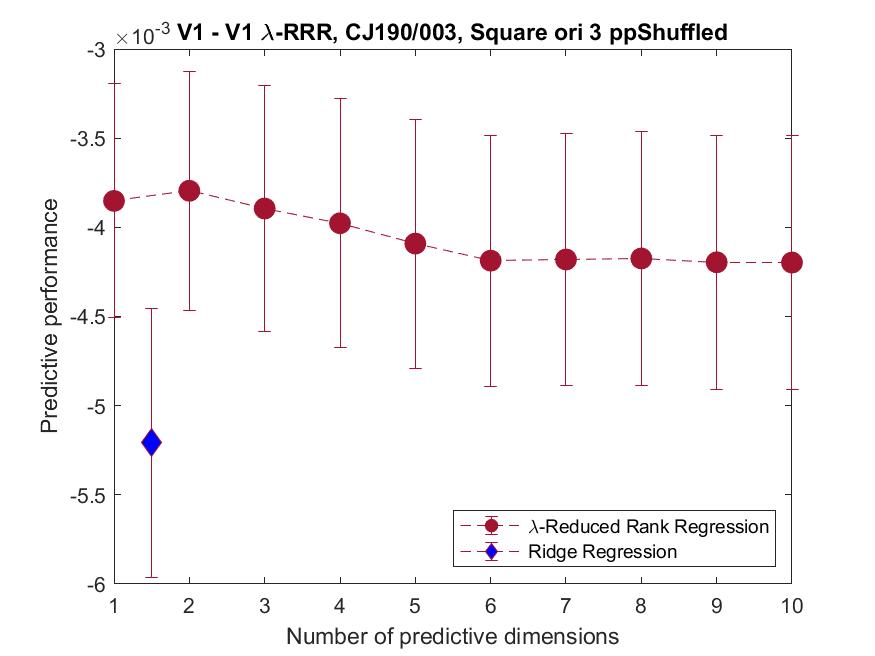 ×10⁻³ V1 - V1 λ-RRR, CJ190/003, Square ori 3 ppShuffled
-3
-3.5
-4
-4.5
-5
-5.5
-6
Predictive performance
λ-Reduced Rank Regression
Ridge Regression
1 2 3 4 5 6 7 8 9 10
Number of predictive dimensions